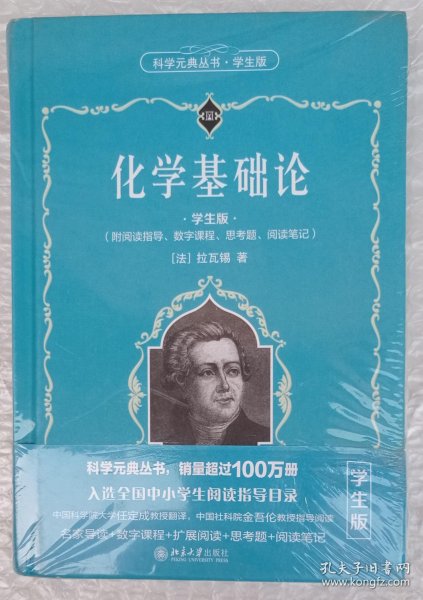 科学元典丛书·学生版
化学基础论
·学生版·
(附阅读指导、数字课程、思考题、阅读笔记)
[法] 拉瓦锡 著
科学元典丛书，销量超过100万册
入选全国中小学生阅读指导目录
中国科学院大学任定成教授翻译，中国社科院金吾伦教授指导阅读
名家导读+数字课程+扩展阅读+思考题+阅读笔记
学生版
北京大学出版社
孔夫子旧书网
www.kongfz.com